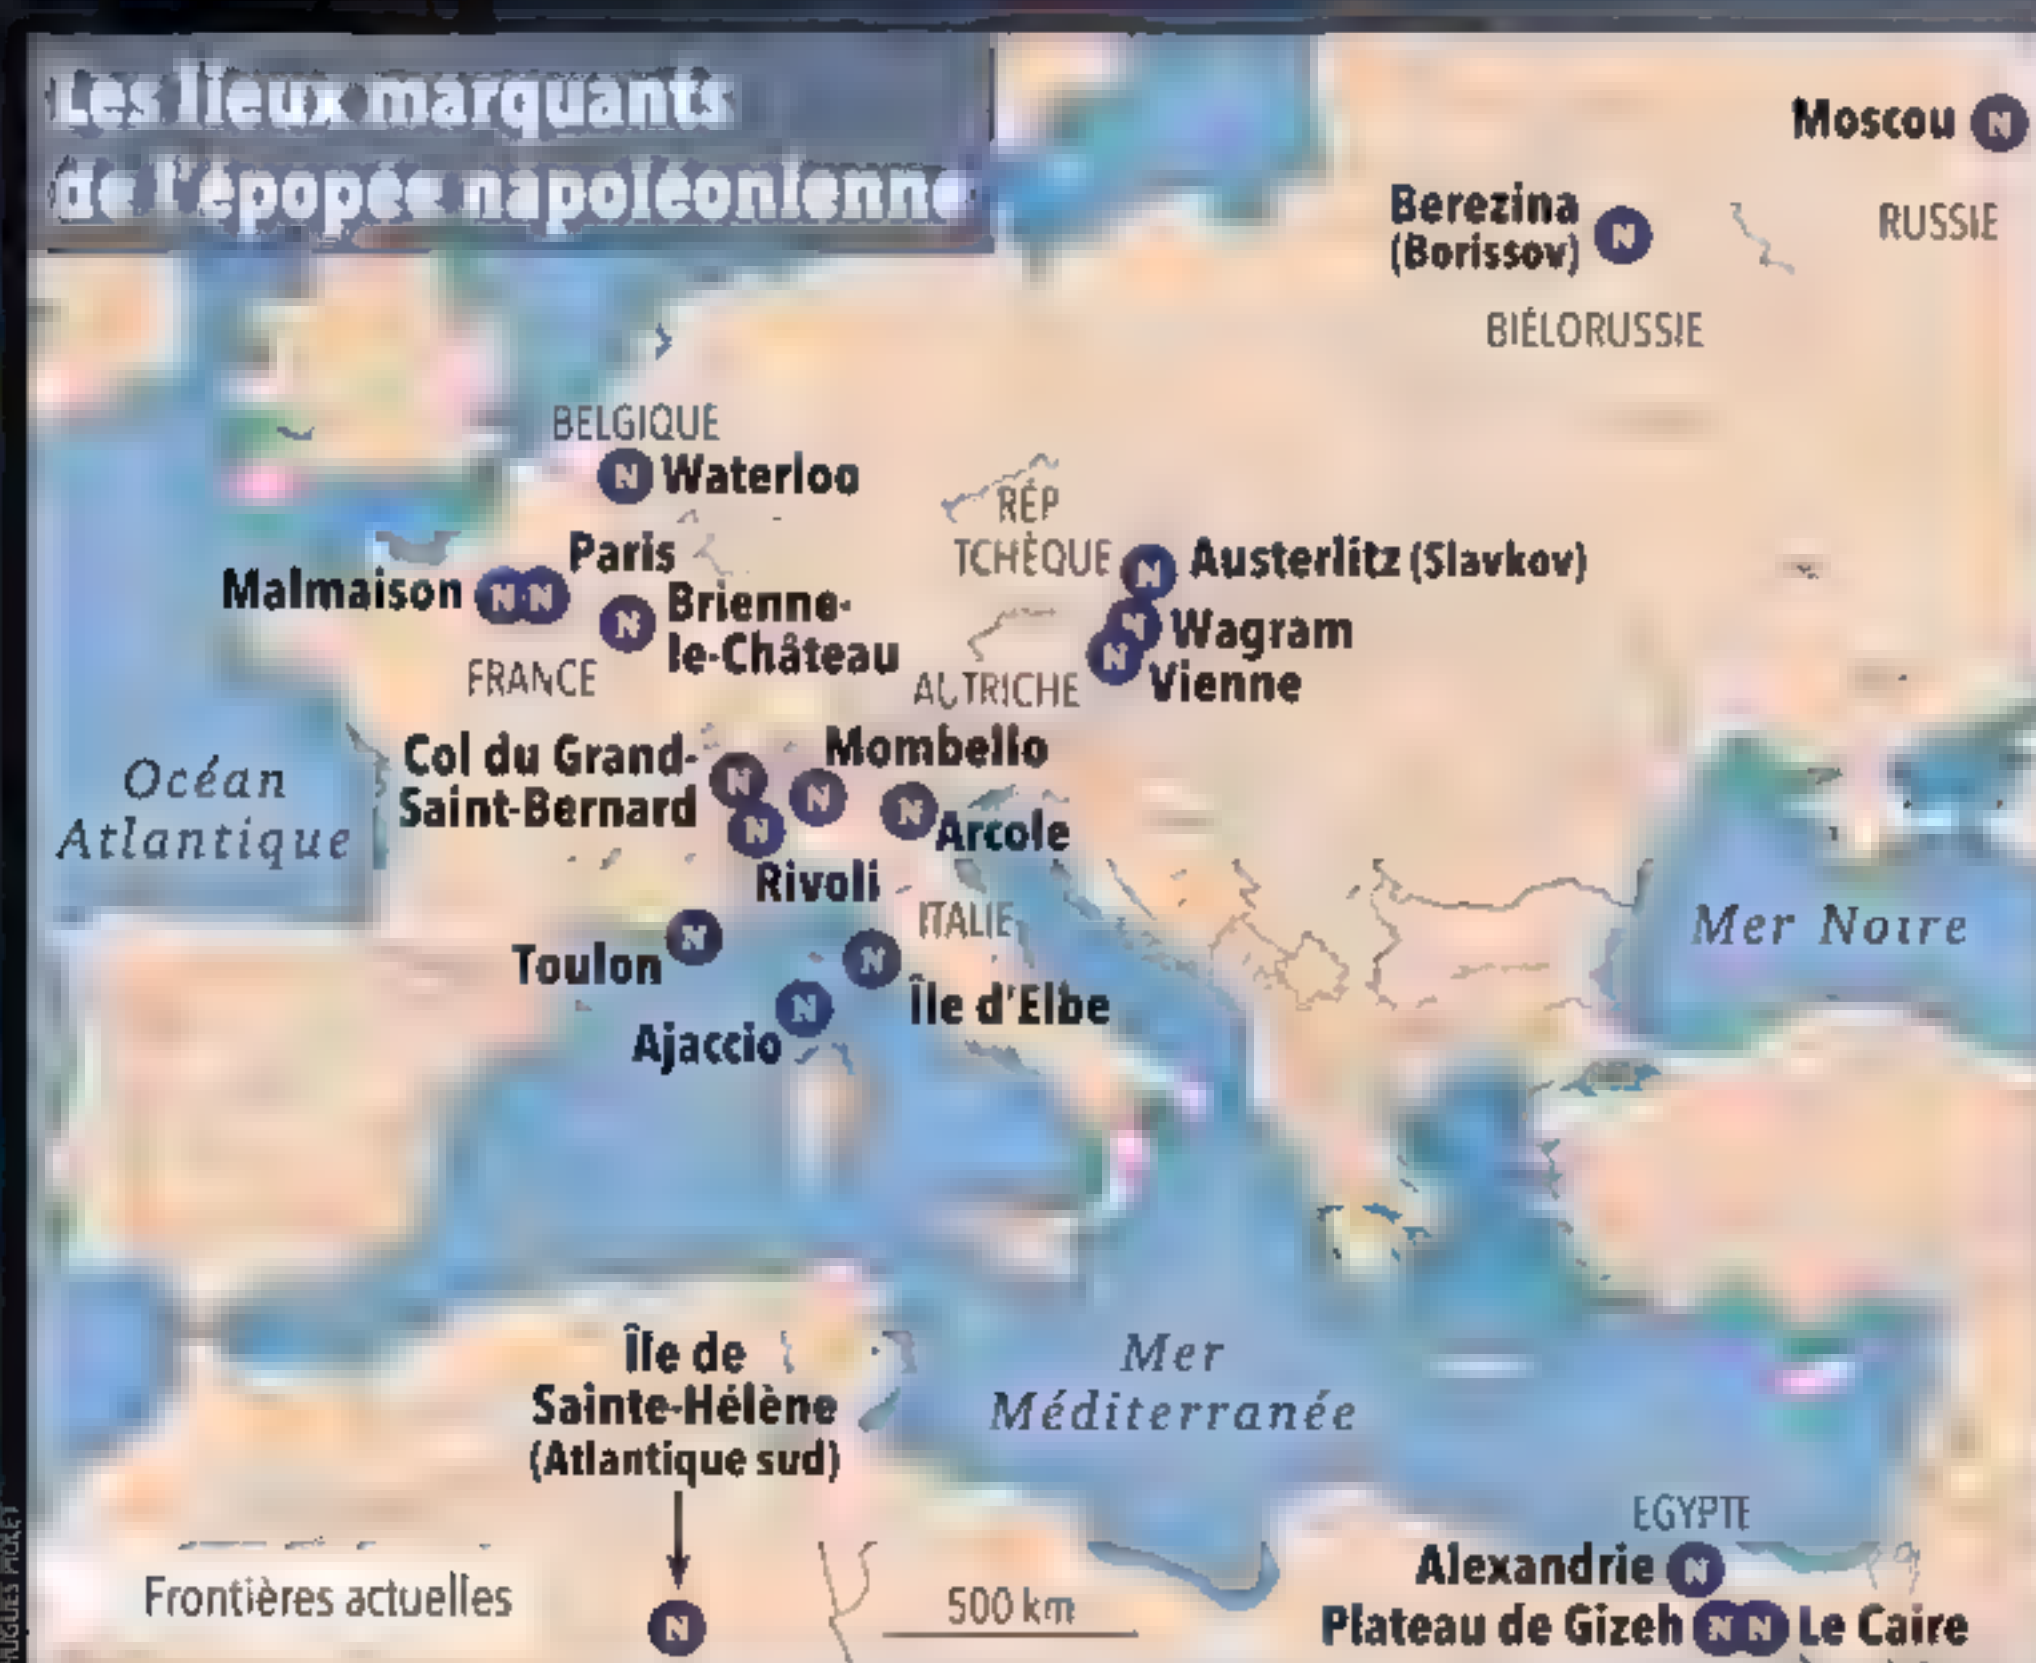 Les lieux marquants
de l'épopée napoléonienne
Moscou N
Berezina
(Borissov) N
RUSSIE
BIÉLORUSSIE
BELGIQUE
N Waterloo
RÉP
TCHÈQUE
N Austerlitz (Slavkov)
Paris
Malmaison N N
N Brienne-
le-Château
N Wagram
N Vienne
FRANCE
AUTRICHE
Col du Grand-
Saint-Bernard N
N Mombello
N Arcole
N Rivoli
Océan
Atlantique
ITALIE
Mer Noire
Toulon N
N Île d'Elbe
Ajaccio N
Île de
Sainte-Hélène
(Atlantique sud)
N
Mer
Méditerranée
EGYPTE
Alexandrie N
Plateau de Gizeh N N Le Caire
Frontières actuelles
500 km